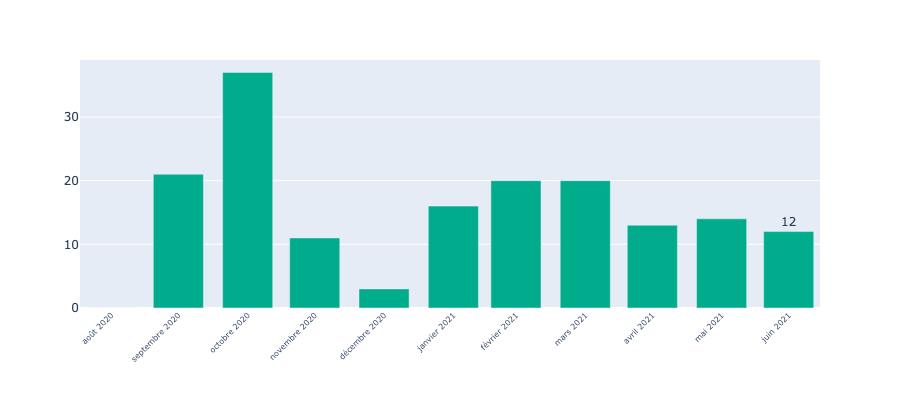 30
20
10
0
12
août 2020
septembre 2020
octobre 2020
novembre 2020
décembre 2020
janvier 2021
février 2021
mars 2021
avril 2021
mai 2021
juin 2021